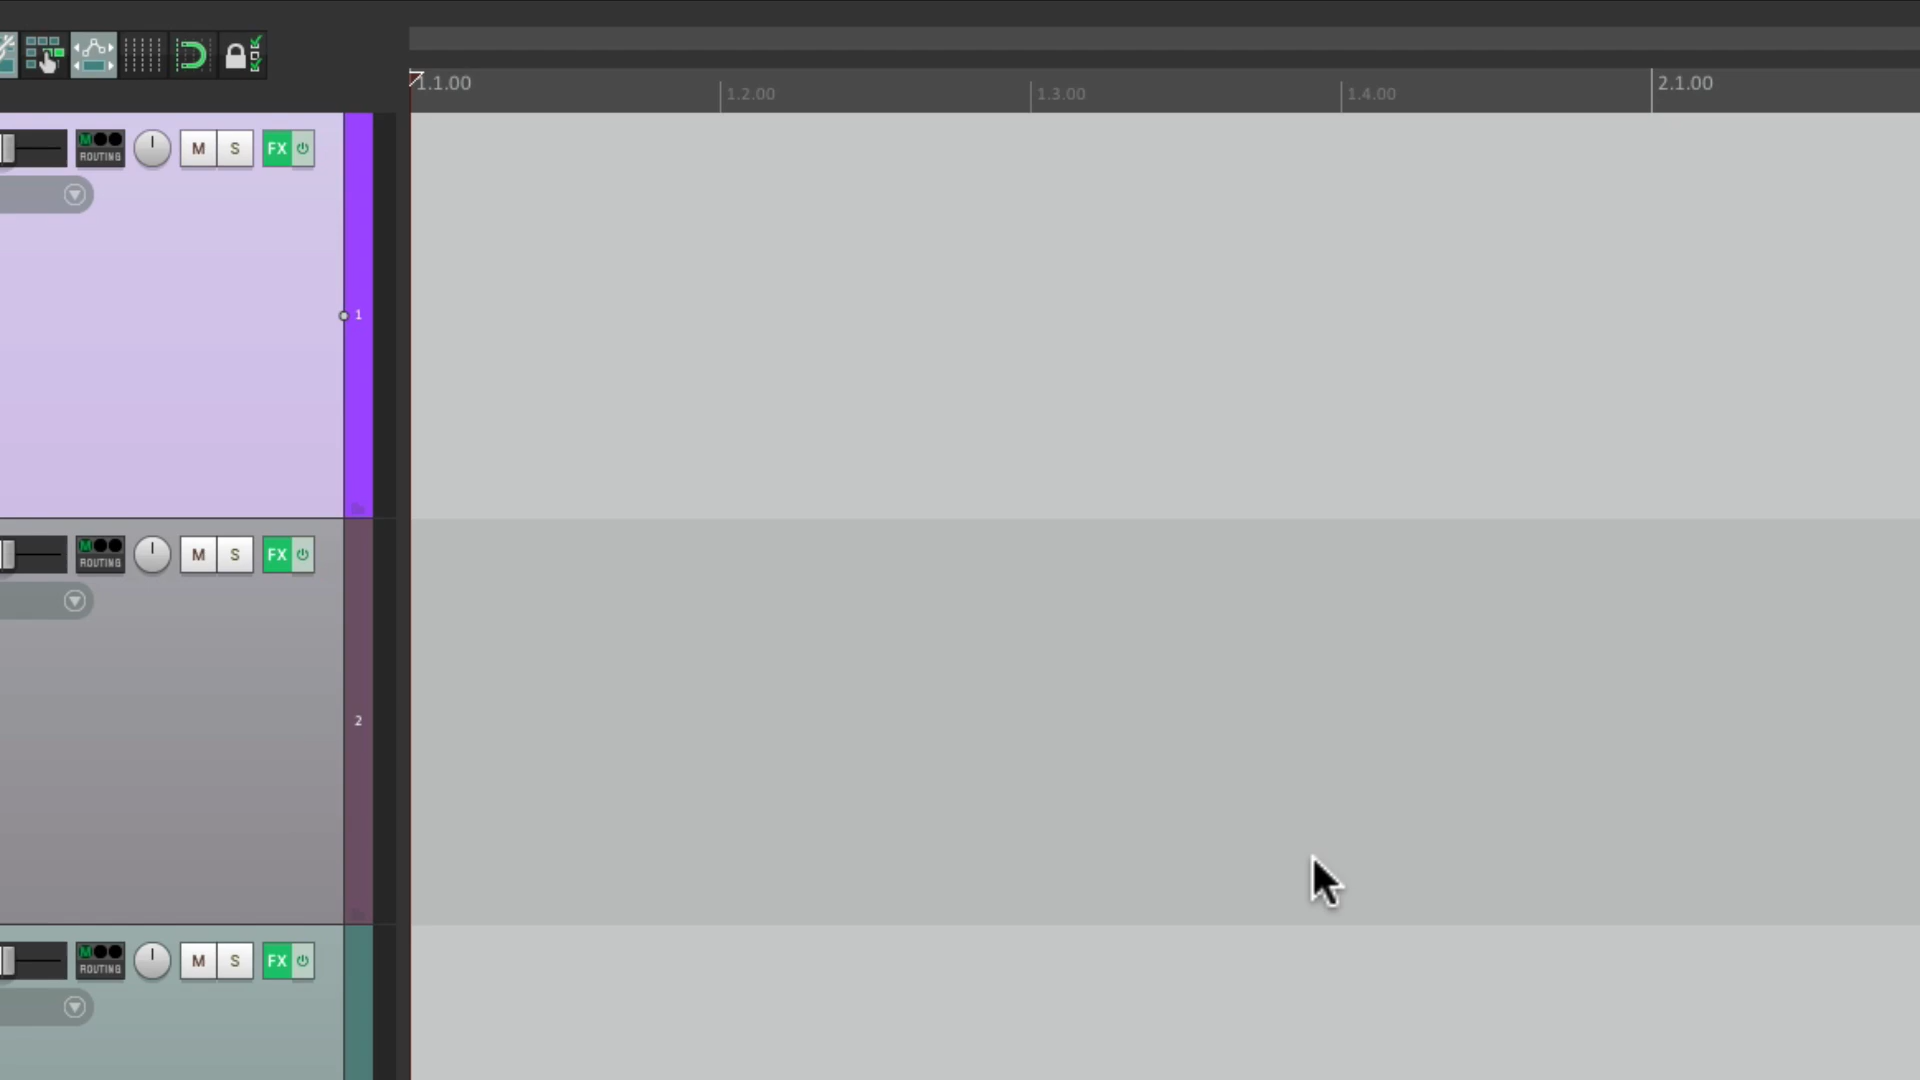 1.1.00
1.2.00
1.3.00
1.4.00
2.1.00
M
ROUTING
M S FX
1
M
ROUTING
M S FX
2
M
ROUTING
M S FX